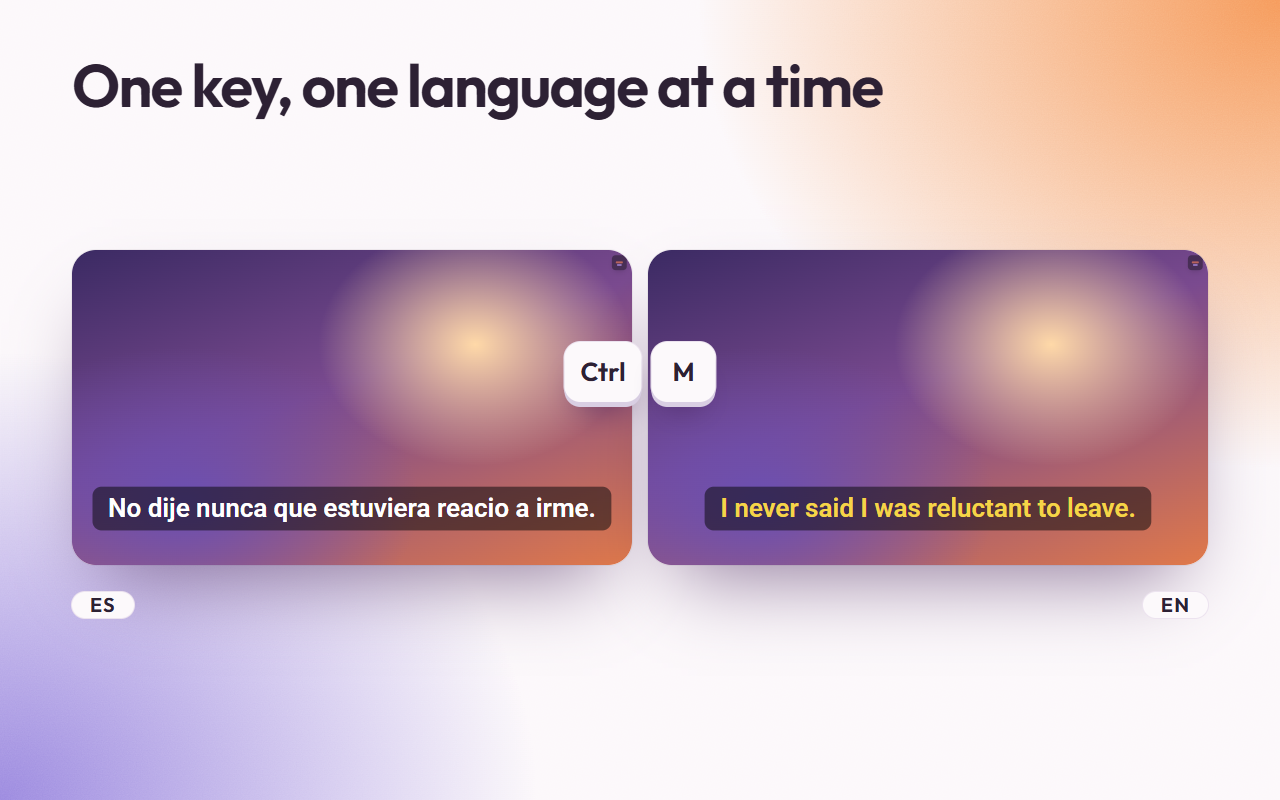 One key, one language at a time
Ctrl
M
No dije nunca que estuviera reacio a irme.
I never said I was reluctant to leave.
ES
EN